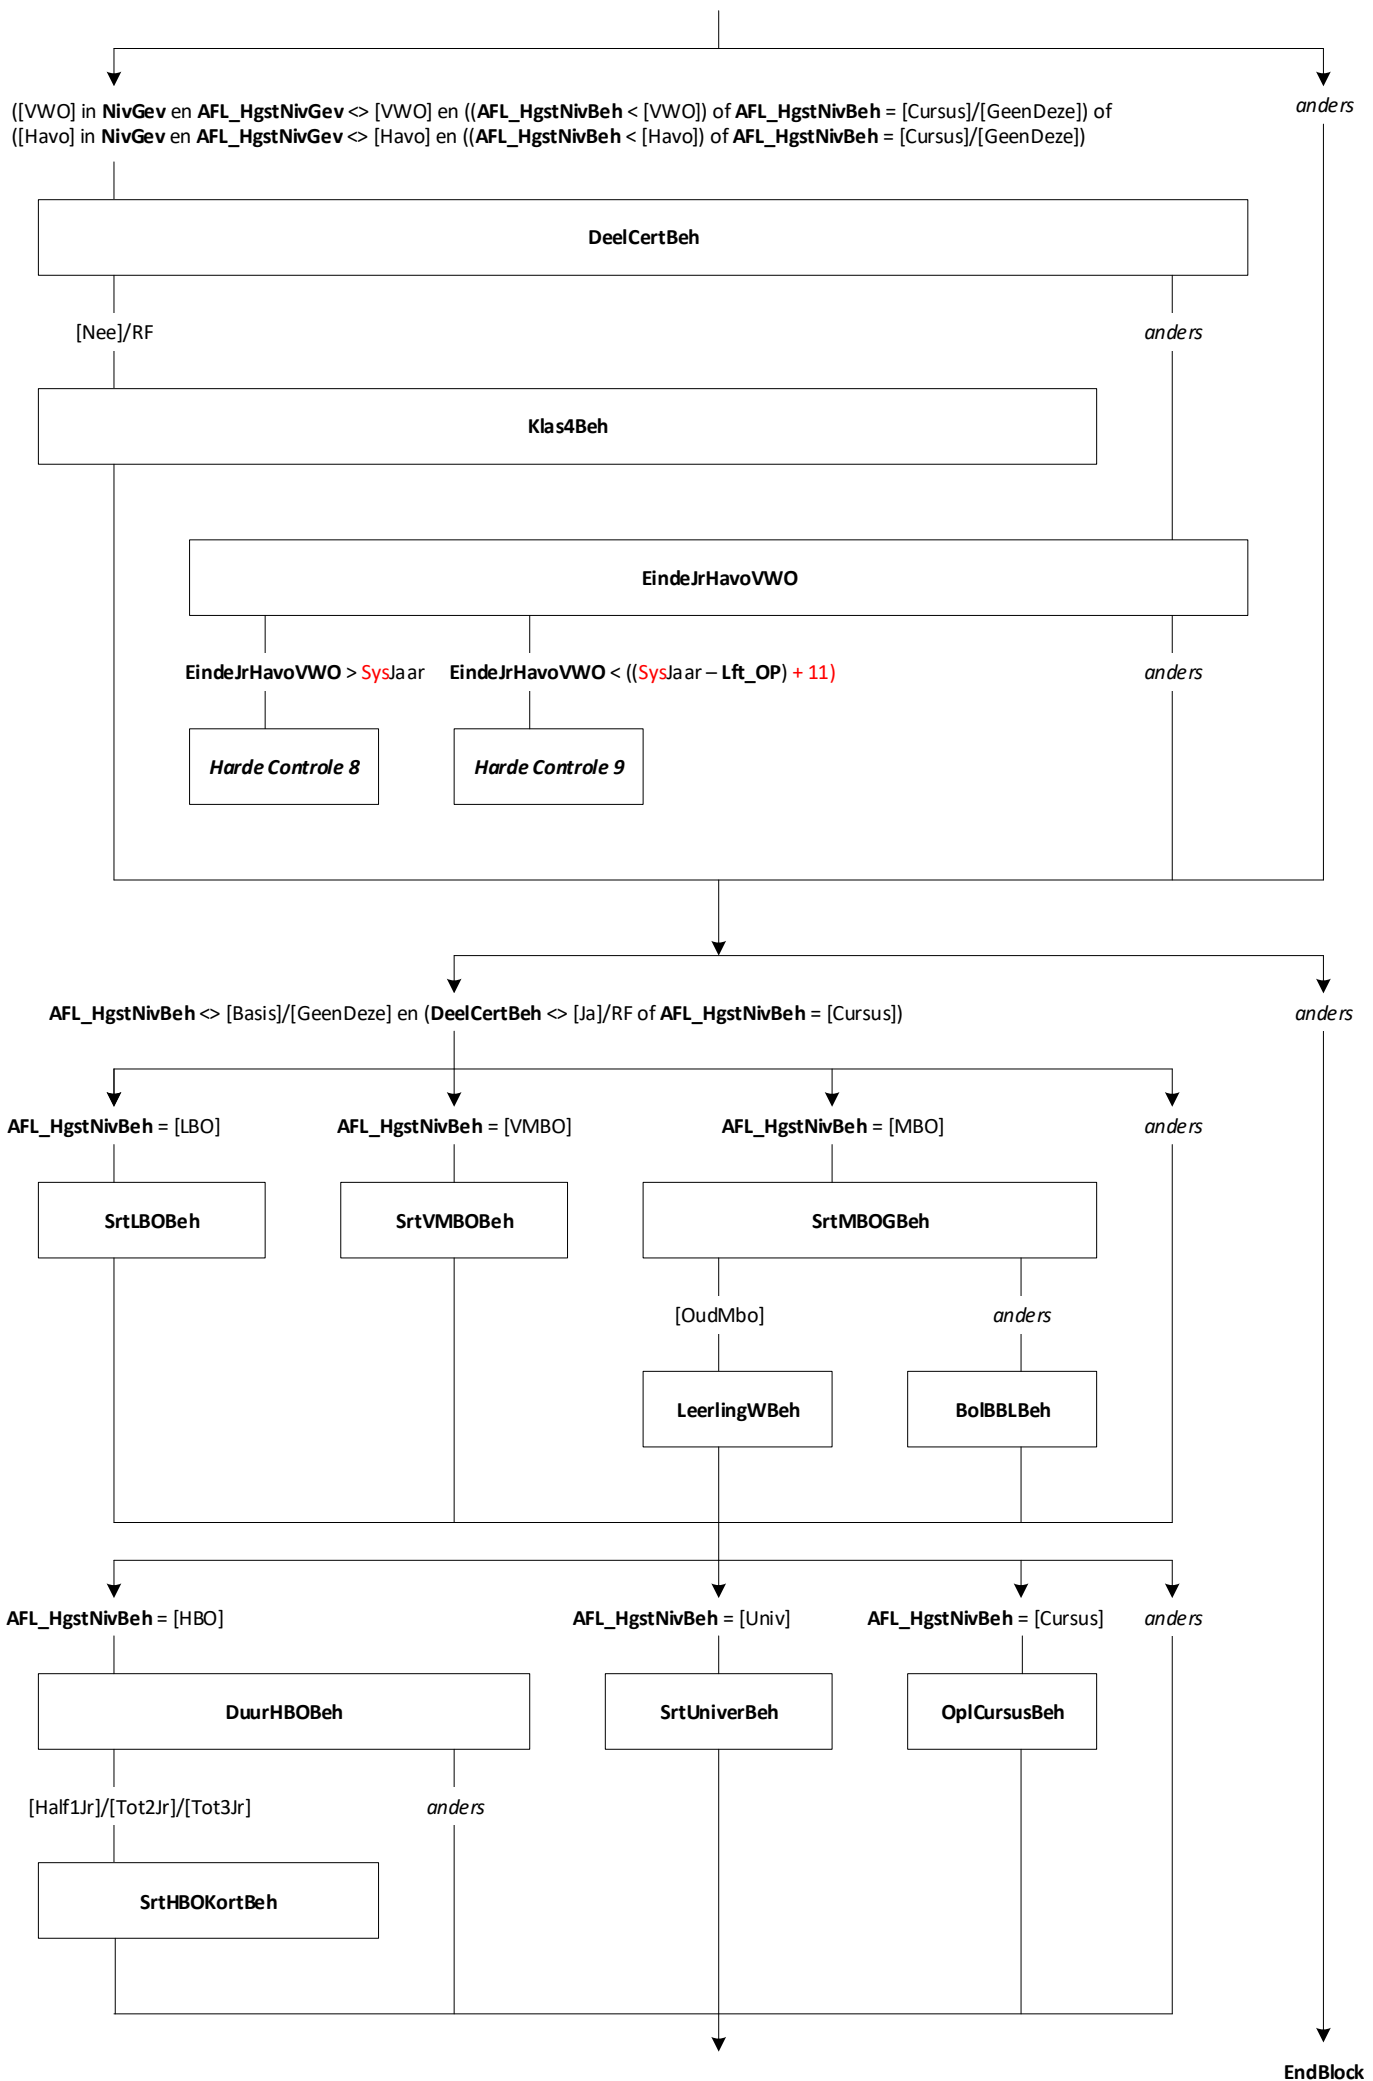 ([VWO] in NivGev en AFL_HgstNivGev <> [VWO] en ((AFL_HgstNivBeh < [VWO]) of AFL_HgstNivBeh = [Cursus]/[GeenDeze]) of
anders
([Havo] in NivGev en AFL_HgstNivGev <> [Havo] en ((AFL_HgstNivBeh < [Havo]) of AFL_HgstNivBeh = [Cursus]/[GeenDeze])
DeelCertBeh
[Nee]/RF
anders
Klas4Beh
EindeJrHavoVWO
EindeJrHavoVWO > SysJaar
EindeJrHavoVWO < ((SysJaar – Lft_OP) + 11)
anders
Harde Controle 8
Harde Controle 9
AFL_HgstNivBeh <> [Basis]/[GeenDeze] en (DeelCertBeh <> [Ja]/RF of AFL_HgstNivBeh = [Cursus])
anders
AFL_HgstNivBeh = [LBO]
AFL_HgstNivBeh = [VMBO]
AFL_HgstNivBeh = [MBO]
anders
SrtLBOBeh
SrtVMBOBeh
SrtMBOGBeh
[OudMbo]
anders
LeerlingWBeh
BolBBLBeh
AFL_HgstNivBeh = [HBO]
AFL_HgstNivBeh = [Univ]
AFL_HgstNivBeh = [Cursus]
anders
DuurHBOBeh
SrtUniverBeh
OplCursusBeh
[Half1Jr]/[Tot2Jr]/[Tot3Jr]
anders
SrtHBOKortBeh
EndBlock